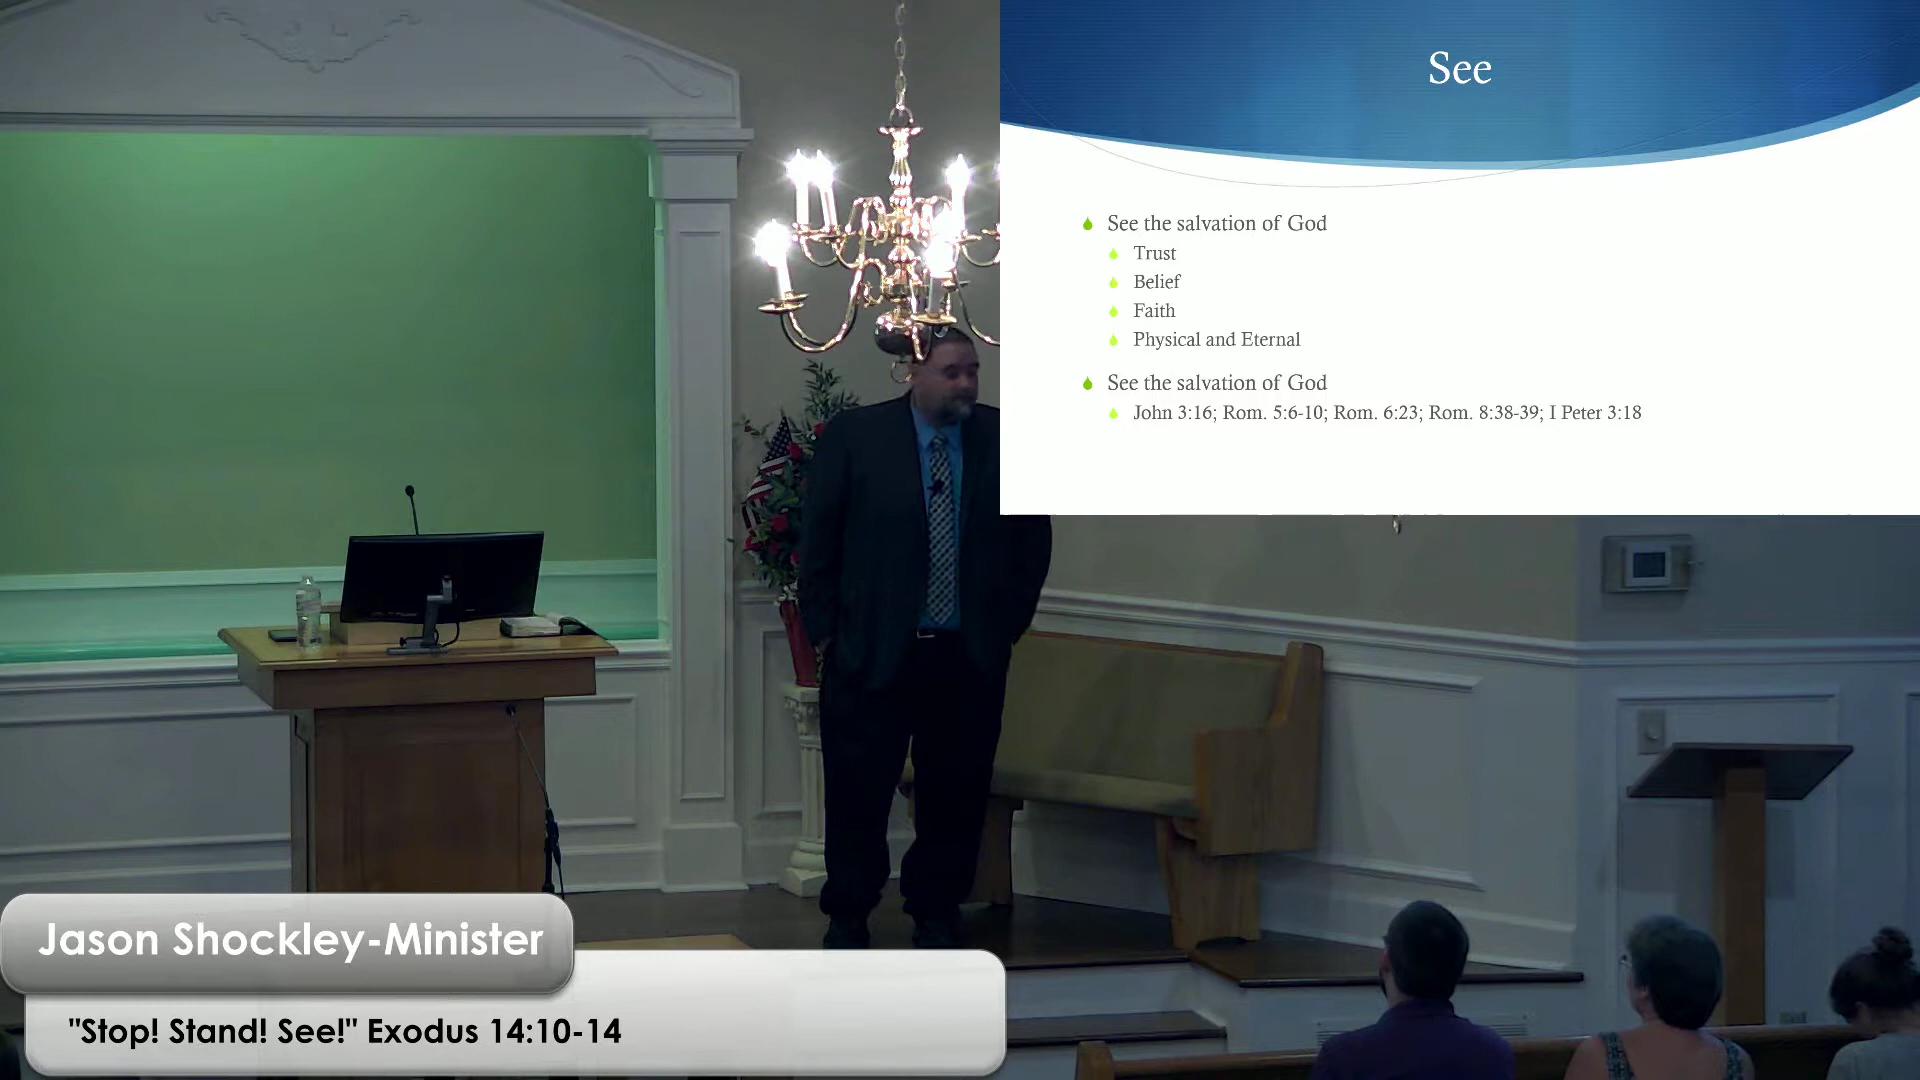 See
See the salvation of God
Trust
Belief
Faith
Physical and Eternal
See the salvation of God
John 3:16; Rom. 5:6-10; Rom. 6:23; Rom. 8:38-39; I Peter 3:18
Jason Shockley-Minister
"Stop! Stand! See!" Exodus 14:10-14